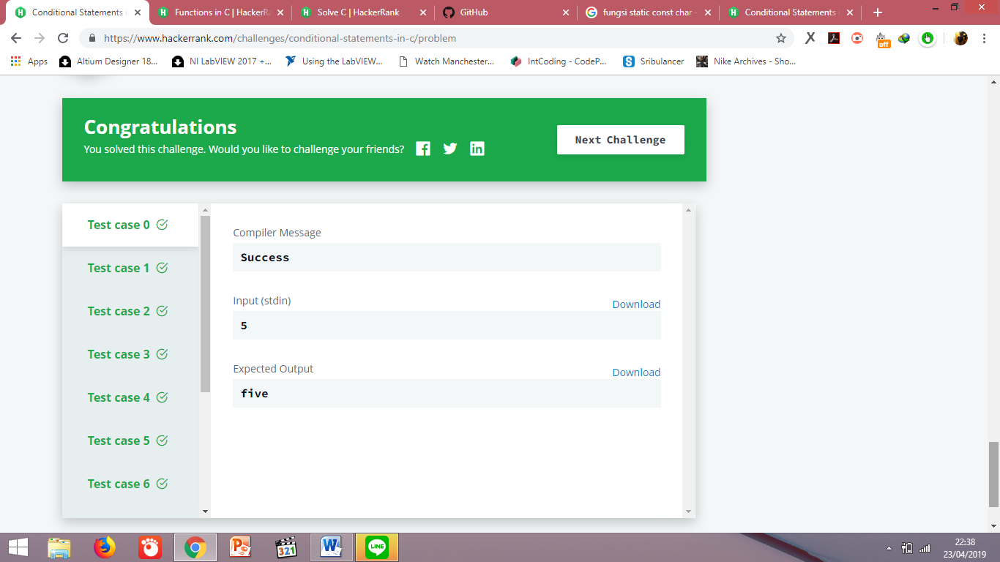 Conditional Statements i
Functions in C | HackerRa
Solve C | HackerRank
GitHub
fungsi static const char -
Conditional Statements i
https://www.hackerrank.com/challenges/conditional-statements-in-c/problem
off
Apps
Altium Designer 18...
NI LabVIEW 2017 +...
Using the LabVIEW...
Watch Manchester...
IntCoding - CodeP...
Sribulancer
Nike Archives - Sho...
Congratulations
You solved this challenge. Would you like to challenge your friends?
Next Challenge
Test case 0
Test case 1
Test case 2
Test case 3
Test case 4
Test case 5
Test case 6
Compiler Message
Success
Input (stdin)
Download
5
Expected Output
Download
five
321
LINE
22:38
23/04/2019